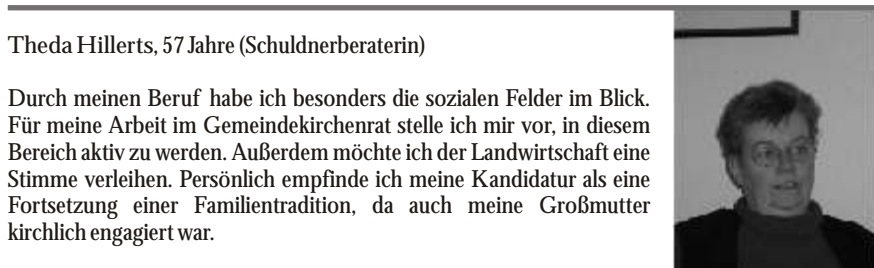 Theda Hillerts, 57 Jahre (Schuldnerberaterin)
Durch meinen Beruf habe ich besonders die sozialen Felder im Blick.
Für meine Arbeit im Gemeindekirchenrat stelle ich mir vor, in diesem
Bereich aktiv zu werden. Außerdem möchte ich der Landwirtschaft eine
Stimme verleihen. Persönlich empfinde ich meine Kandidatur als eine
Fortsetzung einer Familientradition, da auch meine Großmutter
kirchlich engagiert war.